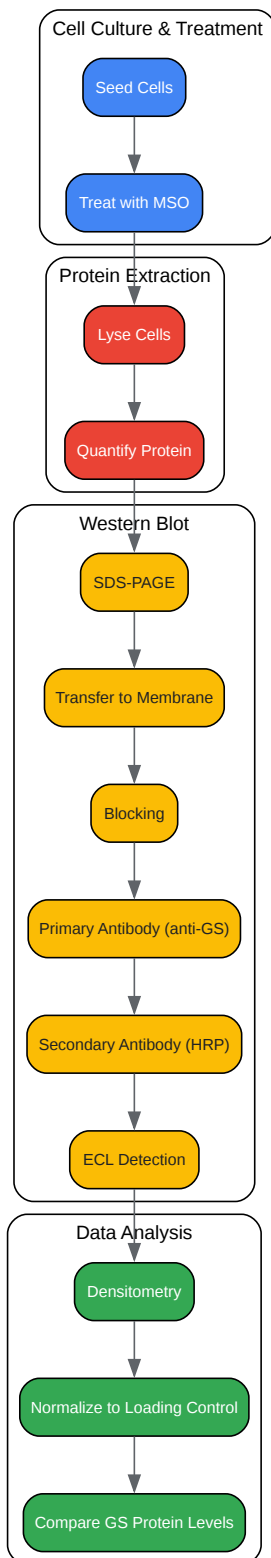 Cell Culture & Treatment
Seed Cells
Treat with MSO
Protein Extraction
Lyse Cells
Quantify Protein
Western Blot
SDS-PAGE
Transfer to Membrane
Blocking
Primary Antibody (anti-GS)
Secondary Antibody (HRP)
ECL Detection
Data Analysis
Densitometry
Normalize to Loading Control
Compare GS Protein Levels